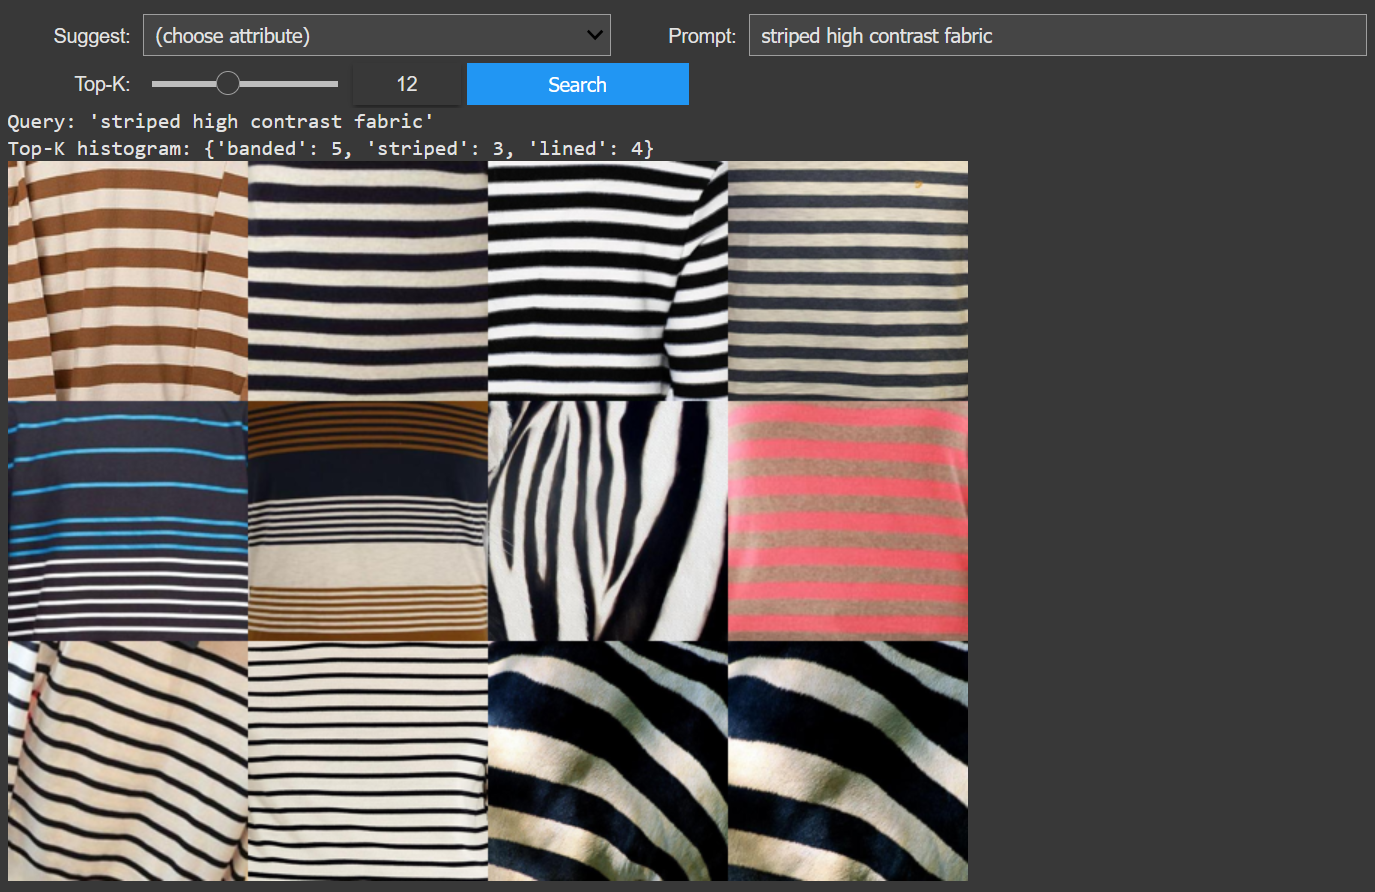 Suggest: (choose attribute) Prompt: striped high contrast fabric
Top-K: 12 Search
Query: 'striped high contrast fabric'
Top-K histogram: {'banded': 5, 'striped': 3, 'lined': 4}